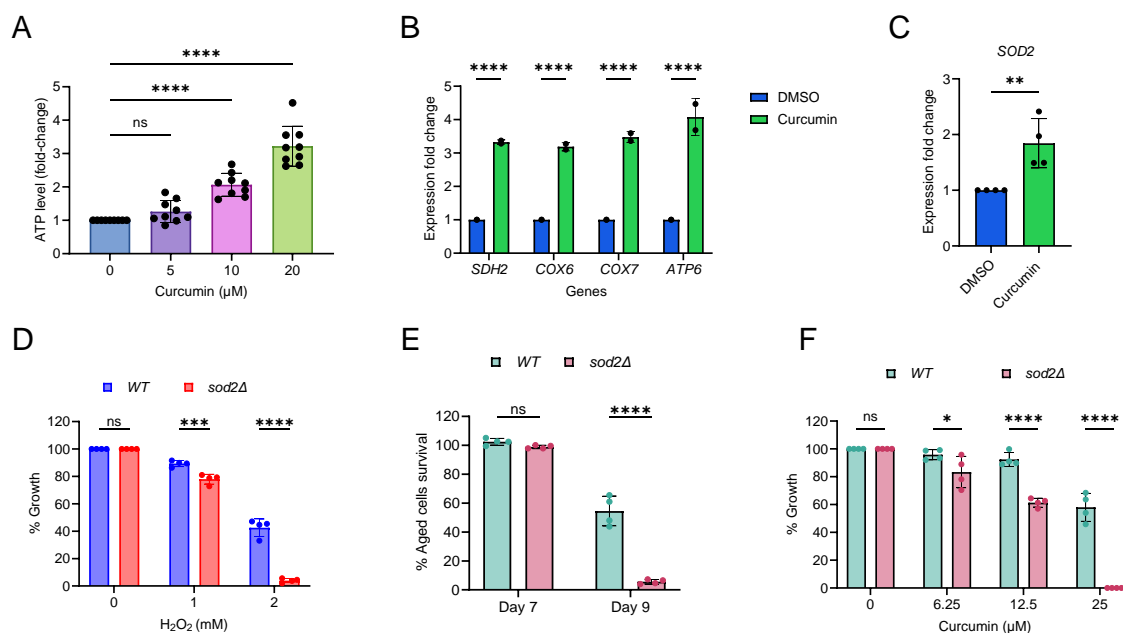 A
****
****
ns
ATP level (fold-change)
5
4
3
2
1
0
0 5 10 20
Curcumin (µM)
B
**** **** **** ****
Expression fold change
5
4
3
2
1
0
SDH2 COX6 COX7 ATP6
Genes
DMSO
Curcumin
C
SOD2
**
Expression fold change
3
2
1
0
DMSO
Curcumin
D
WT sod2Δ
ns *** ****
% Growth
120
100
80
60
40
20
0
0 1 2
H₂O₂ (mM)
E
WT sod2Δ
ns ****
% Aged cells survival
120
100
80
60
40
20
0
Day 7 Day 9
F
WT sod2Δ
ns * **** ****
% Growth
120
100
80
60
40
20
0
0 6.25 12.5 25
Curcumin (µM)